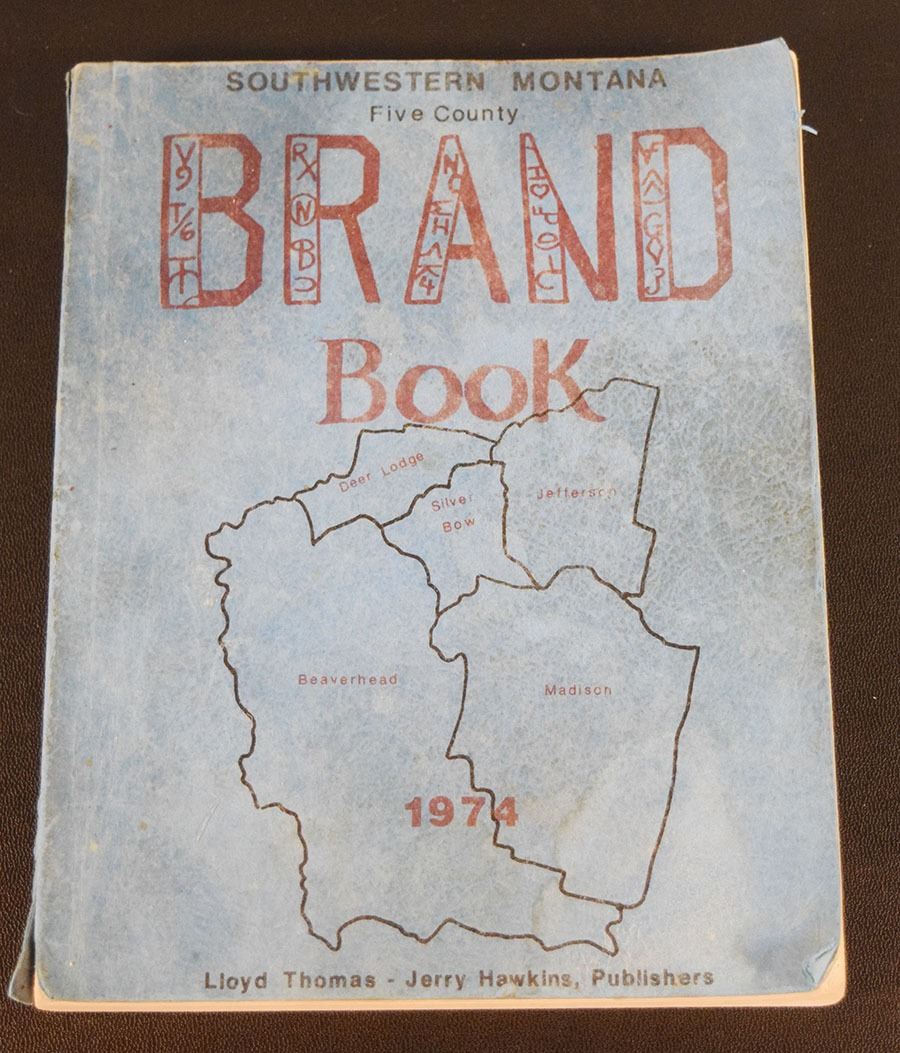 SOUTHWESTERN MONTANA
Five County
BRAND
Book
Deer Lodge
Silver
Bow
Jefferson
Beaverhead
Madison
1974
Lloyd Thomas - Jerry Hawkins, Publishers